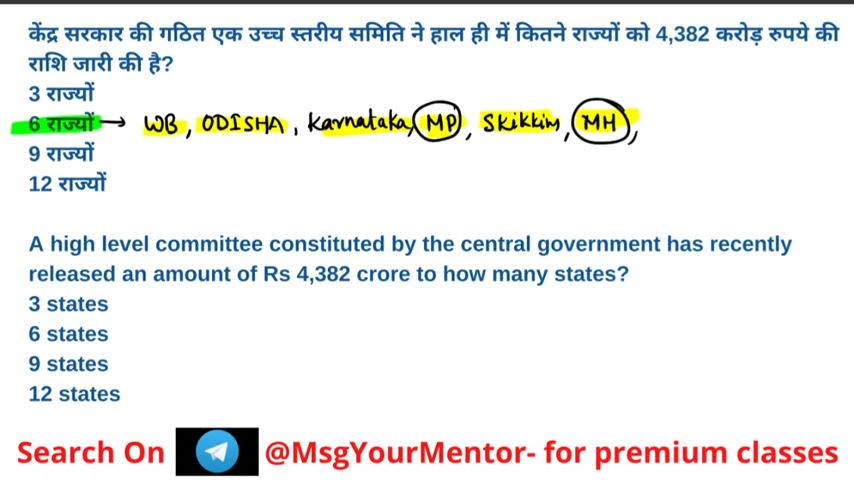 केंद्र सरकार की गठित एक उच्च स्तरीय समिति ने हाल ही में कितने राज्यों को 4,382 करोड़ रुपये की
राशि जारी की है?
3 राज्यों
6 राज्यों → WB, ODISHA, Karnataka, MP, Skikkim, MH,
9 राज्यों
12 राज्यों
A high level committee constituted by the central government has recently
released an amount of Rs 4,382 crore to how many states?
3 states
6 states
9 states
12 states
Search On @MsgYourMentor- for premium classes